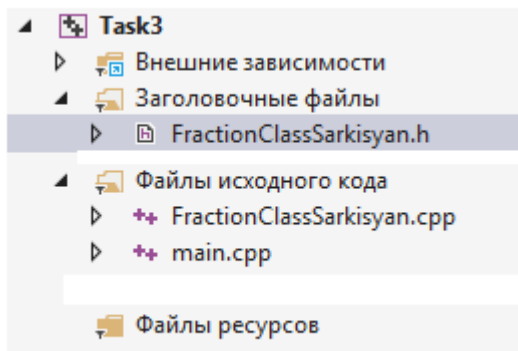 Task3
Внешние зависимости
Заголовочные файлы
FractionClassSarkisyan.h
Файлы исходного кода
FractionClassSarkisyan.cpp
main.cpp
Файлы ресурсов